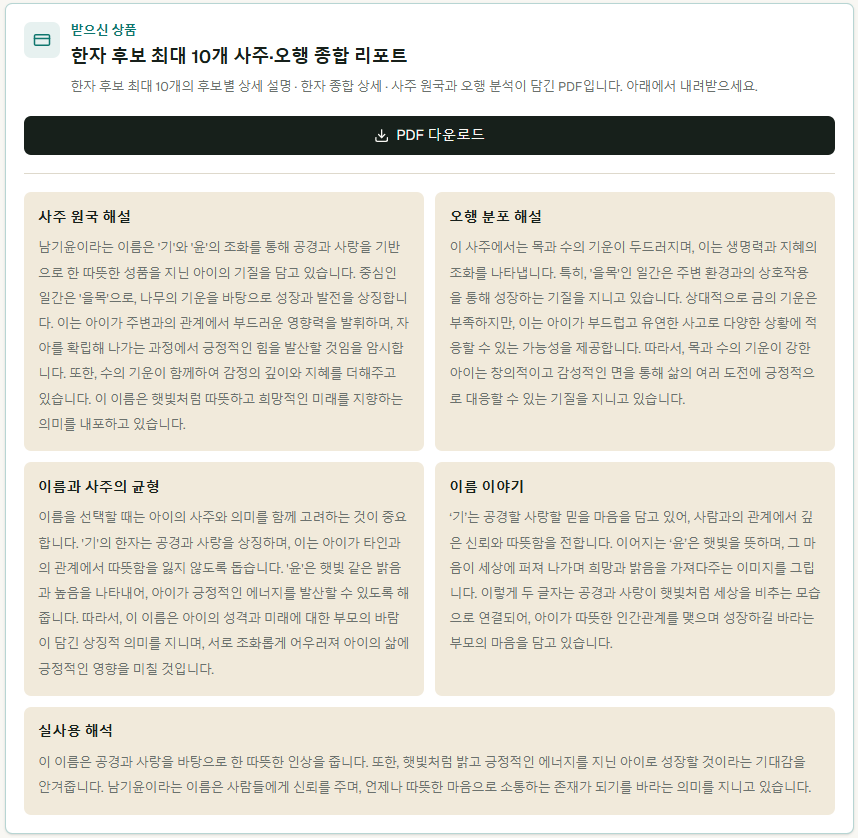 받으신 상품
한자 후보 최대 10개 사주·오행 종합 리포트
한자 후보 최대 10개의 후보별 상세 설명 · 한자 종합 상세 · 사주 원국과 오행 분석이 담긴 PDF입니다. 아래에서 내려받으세요.
PDF 다운로드
사주 원국 해설
남기윤이라는 이름은 '기'와 '윤'의 조화를 통해 공경과 사랑을 기반
으로 한 따뜻한 성품을 지닌 아이의 기질을 담고 있습니다. 중심인
일간은 '을목'으로, 나무의 기운을 바탕으로 성장과 발전을 상징합니
다. 이는 아이가 주변과의 관계에서 부드러운 영향력을 발휘하며, 자
아를 확립해 나가는 과정에서 긍정적인 힘을 발산할 것임을 암시합
니다. 또한, 수의 기운이 함께하여 감정의 깊이와 지혜를 더해주고
있습니다. 이 이름은 햇빛처럼 따뜻하고 희망적인 미래를 지향하는
의미를 내포하고 있습니다.
오행 분포 해설
이 사주에서는 목과 수의 기운이 두드러지며, 이는 생명력과 지혜의
조화를 나타냅니다. 특히, '을목'인 일간은 주변 환경과의 상호작용
을 통해 성장하는 기질을 지니고 있습니다. 상대적으로 금의 기운은
부족하지만, 이는 아이가 부드럽고 유연한 사고로 다양한 상황에 적
응할 수 있는 가능성을 제공합니다. 따라서, 목과 수의 기운이 강한
아이는 창의적이고 감성적인 면을 통해 삶의 여러 도전에 긍정적으
로 대응할 수 있는 기질을 지니고 있습니다.
이름과 사주의 균형
이름을 선택할 때는 아이의 사주와 의미를 함께 고려하는 것이 중요
합니다. '기'의 한자는 공경과 사랑을 상징하며, 이는 아이가 타인과
의 관계에서 따뜻함을 잃지 않도록 돕습니다. '윤'은 햇빛 같은 밝음
과 높음을 나타내어, 아이가 긍정적인 에너지를 발산할 수 있도록 해
줍니다. 따라서, 이 이름은 아이의 성격과 미래에 대한 부모의 바람
이 담긴 상징적 의미를 지니며, 서로 조화롭게 어우러져 아이의 삶에
긍정적인 영향을 미칠 것입니다.
이름 이야기
‘기’는 공경할 사랑할 믿을 마음을 담고 있어, 사람과의 관계에서 깊
은 신뢰와 따뜻함을 전합니다. 이어지는 ‘윤’은 햇빛을 뜻하며, 그 마
음이 세상에 퍼져 나가며 희망과 밝음을 가져다주는 이미지를 그립
니다. 이렇게 두 글자는 공경과 사랑이 햇빛처럼 세상을 비추는 모습
으로 연결되어, 아이가 따뜻한 인간관계를 맺으며 성장하길 바라는
부모의 마음을 담고 있습니다.
실사용 해석
이 이름은 공경과 사랑을 바탕으로 한 따뜻한 인상을 줍니다. 또한, 햇빛처럼 밝고 긍정적인 에너지를 지닌 아이로 성장할 것이라는 기대감을
안겨줍니다. 남기윤이라는 이름은 사람들에게 신뢰를 주며, 언제나 따뜻한 마음으로 소통하는 존재가 되기를 바라는 의미를 지니고 있습니다.